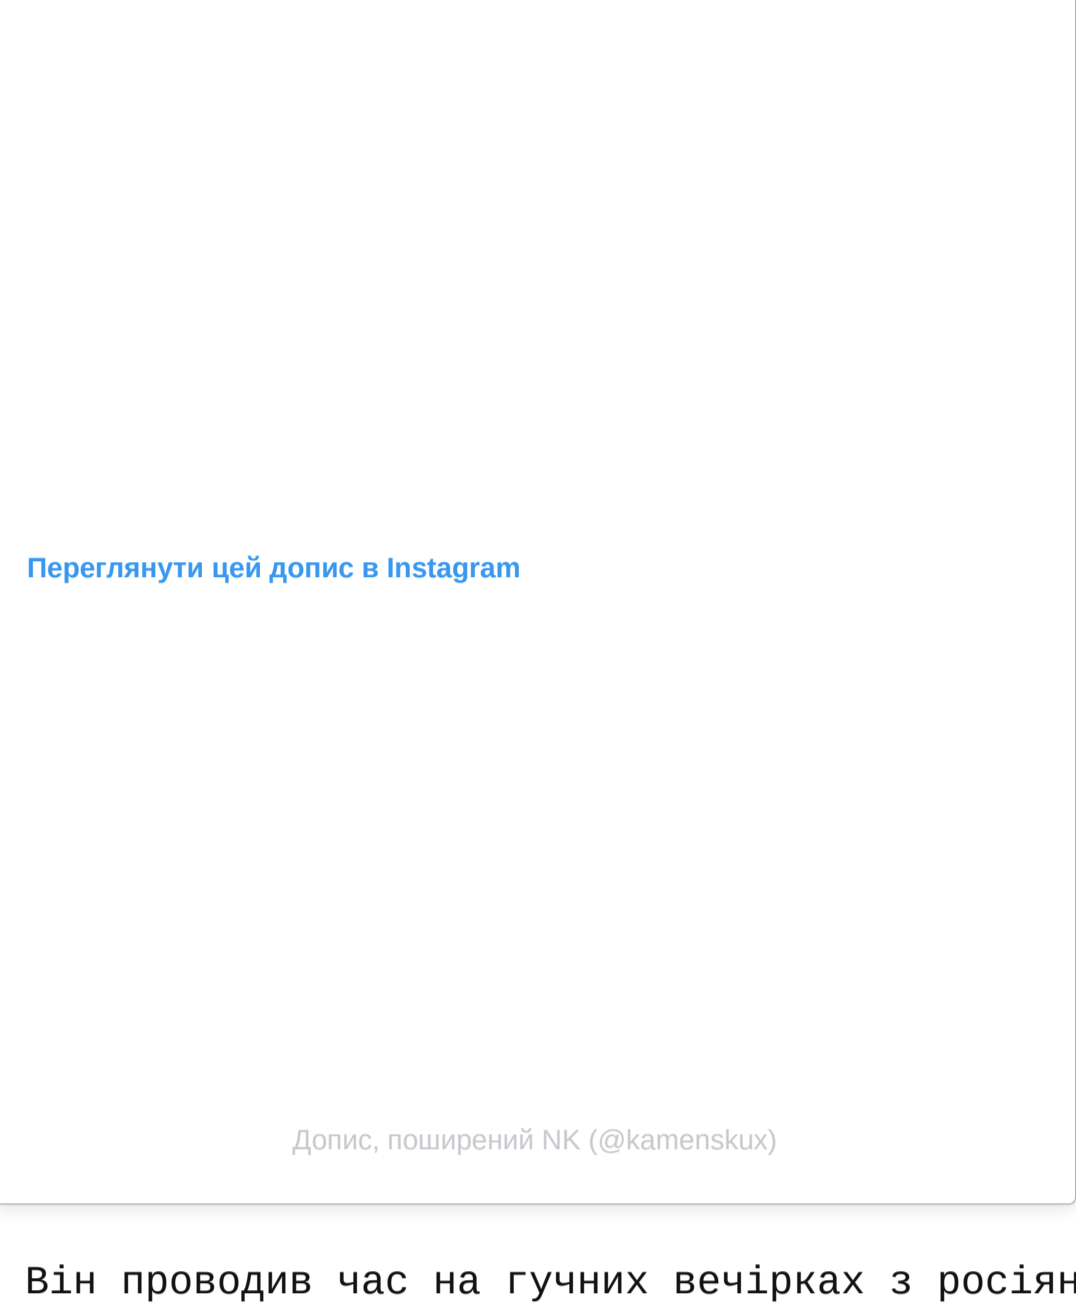 Переглянути цей допис в Instagram
Допис, поширений NK (@kamenskux)
Він проводив час на гучних вечірках з росіян